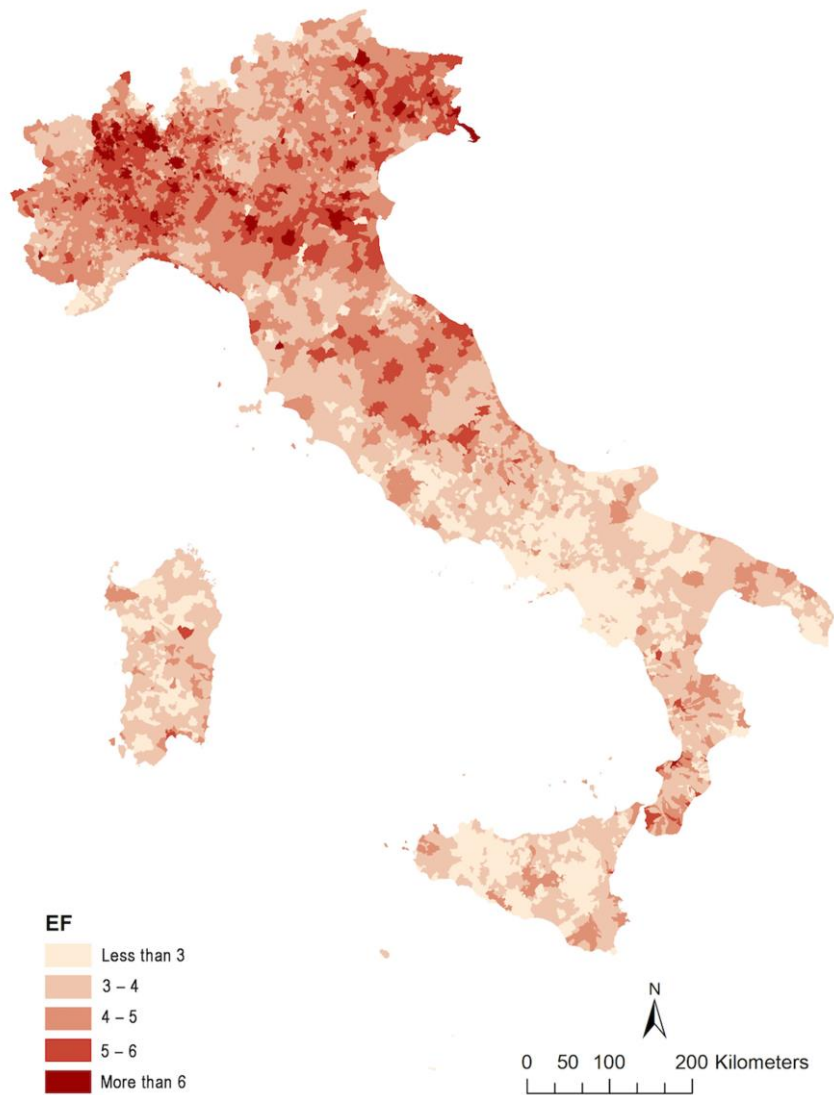 EF
Less than 3
3 – 4
4 – 5
5 – 6
More than 6
N
0 50 100 200 Kilometers